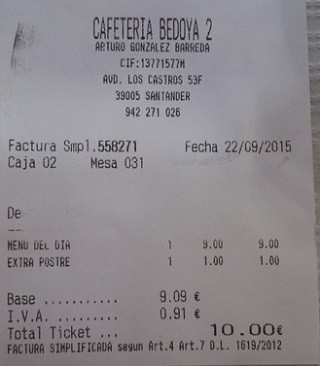 CAFETERIA BEDOYA 2
ARTURO GONZALEZ BARREDA
CIF:13771577M
AVD. LOS CASTROS 53F
39005 SANTANDER
942 271 026
Factura Smpl.558271 Fecha 22/09/2015
Caja 02 Mesa 031
De
--
MENU DEL DIA 1 9.00 9.00
EXTRA POSTRE 1 1.00 1.00
Base ........... 9.09 €
I.V.A. ......... 0.91 €
Total Ticket ... 10.00€
FACTURA SIMPLIFICADA segun Art.4 Art.7 D.L. 1619/2012